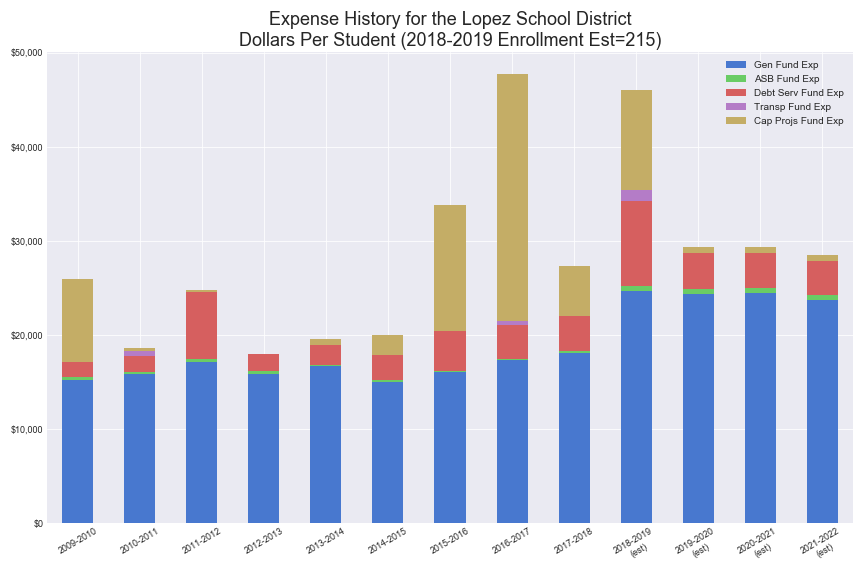 Expense History for the Lopez School District
Dollars Per Student (2018-2019 Enrollment Est=215)
$50,000
$40,000
$30,000
$20,000
$10,000
$0
Gen Fund Exp
ASB Fund Exp
Debt Serv Fund Exp
Transp Fund Exp
Cap Projs Fund Exp
2009-2010
2010-2011
2011-2012
2012-2013
2013-2014
2014-2015
2015-2016
2016-2017
2017-2018
2018-2019
(est)
2019-2020
(est)
2020-2021
(est)
2021-2022
(est)